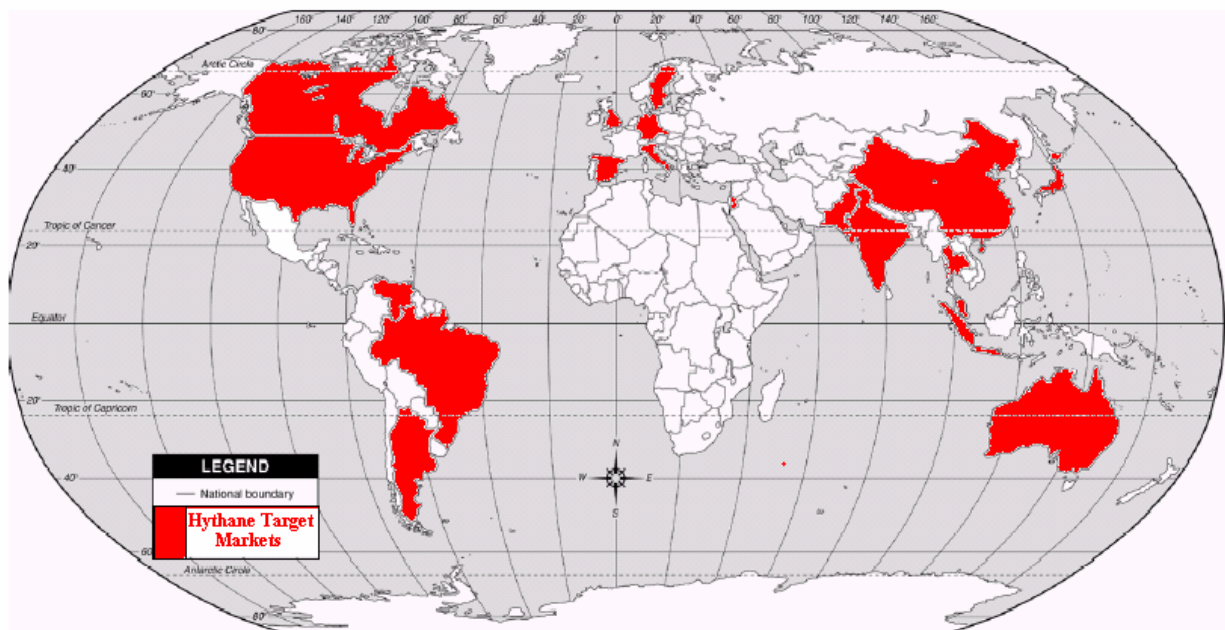 160 140 120 100 80 60 40 20 0° 20 40 60 80 100 120 140 160
80°
Arctic Circle
60°
40°
Tropic of Cancer
20°
Equator
20°
Tropic of Capricorn
N
W E
S
LEGEND
National boundary
Hythane Target
Markets
40°
60°
Antarctic Circle
80°